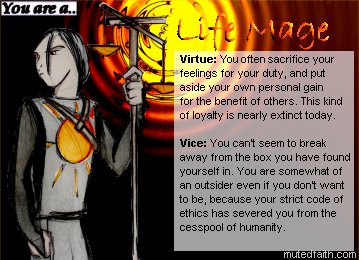 You are a..
Life Mage
Virtue: You often sacrifice your
feelings for your duty, and put
aside your own personal gain
for the benefit of others. This kind
of loyalty is nearly extinct today.
Vice: You can't seem to break
away from the box you have found
yourself in. You are somewhat of
an outsider even if you don't want
to be, because your strict code of
ethics has severed you from the
cesspool of humanity.
mutedfaith.com